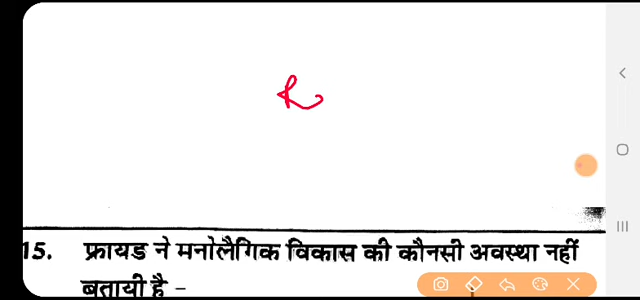 15. फ्रायड ने मनोलैगिक विकास की कौनसी अवस्था नहीं
बतायी है –